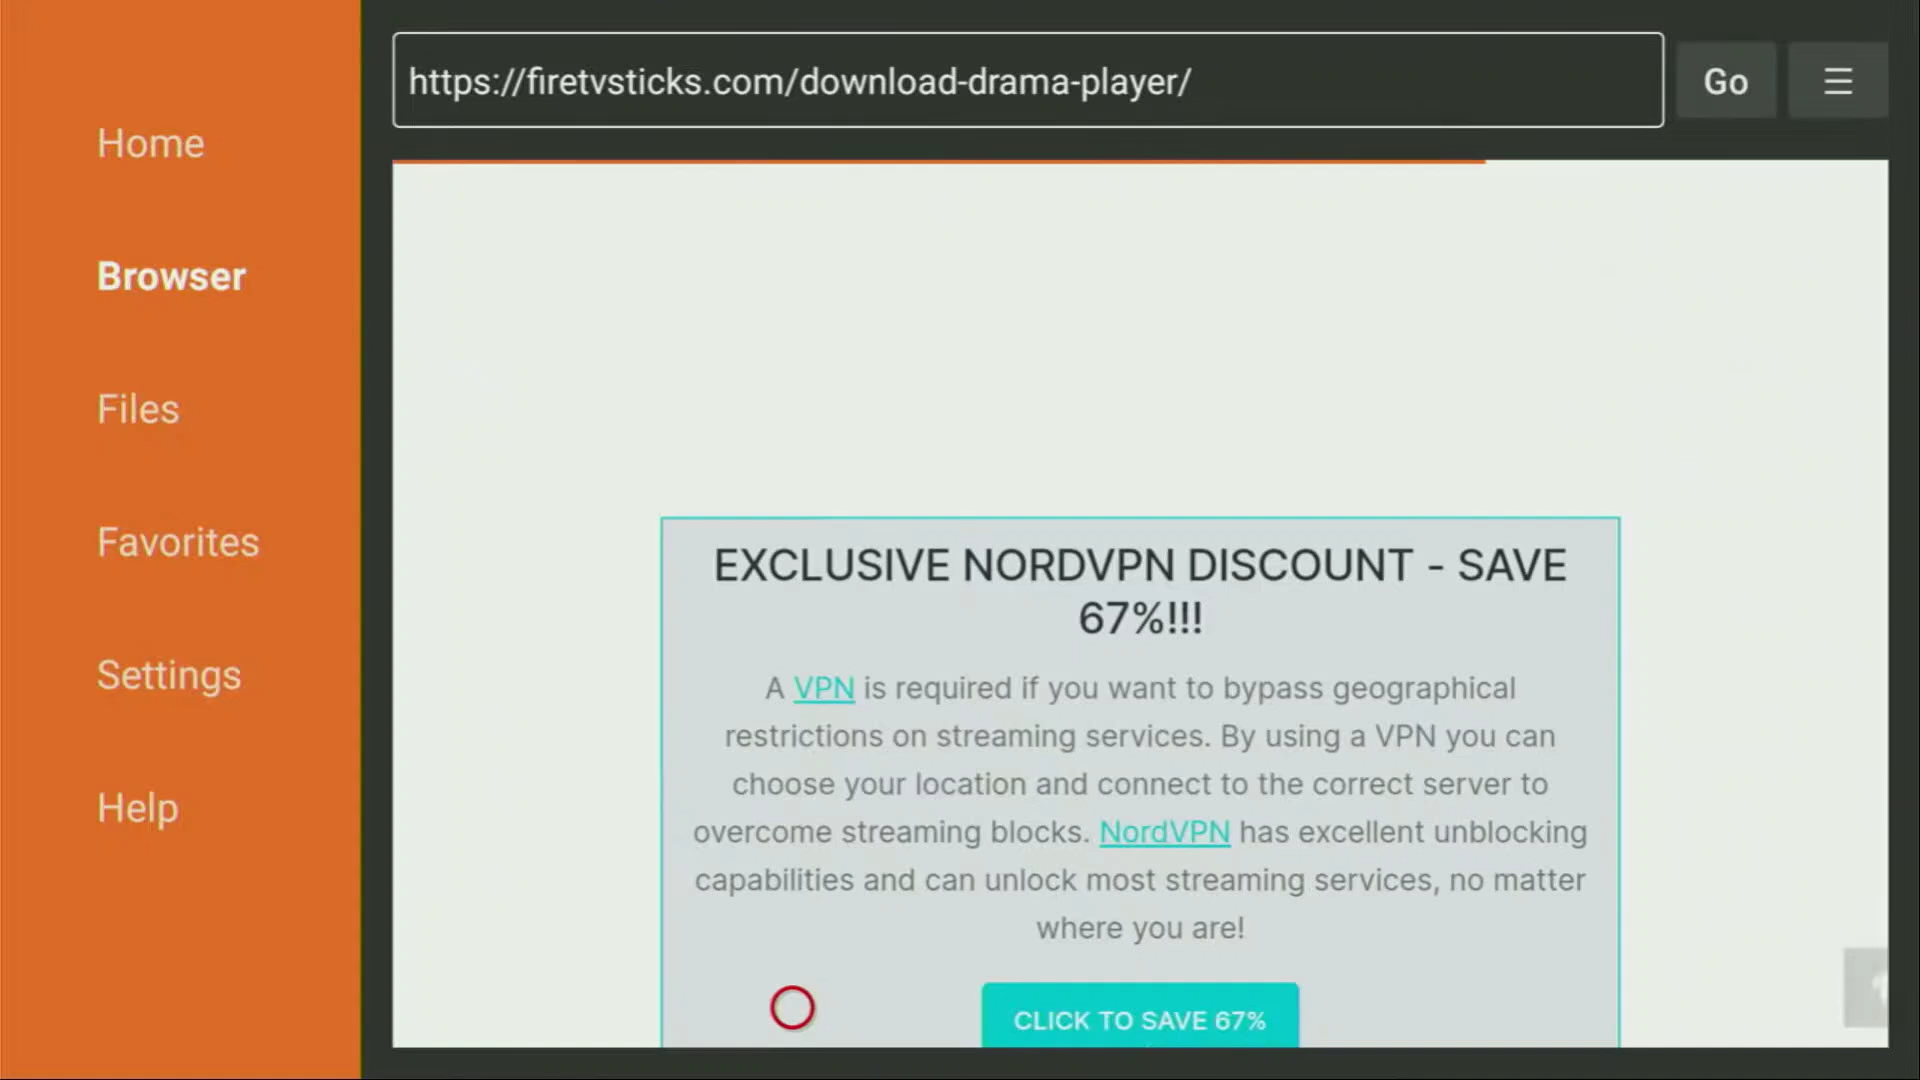 Home
Browser
Files
Favorites
Settings
Help
https://firetvsticks.com/download-drama-player/
Go
EXCLUSIVE NORDVPN DISCOUNT - SAVE
67%!!!
A VPN is required if you want to bypass geographical
restrictions on streaming services. By using a VPN you can
choose your location and connect to the correct server to
overcome streaming blocks. NordVPN has excellent unblocking
capabilities and can unlock most streaming services, no matter
where you are!
CLICK TO SAVE 67%